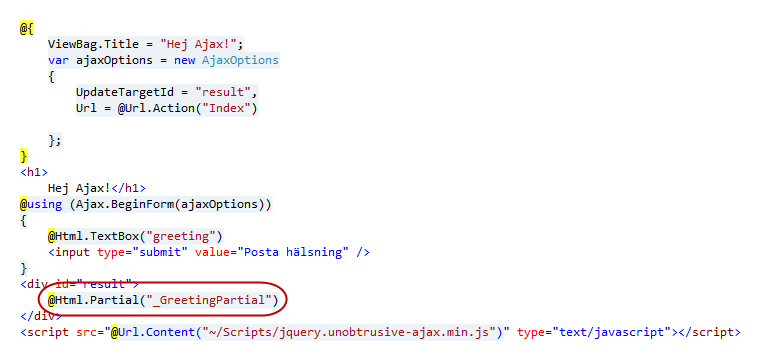 @{
ViewBag.Title = "Hej Ajax!";
var ajaxOptions = new AjaxOptions
{
UpdateTargetId = "result",
Url = @Url.Action("Index")
};
}
<h1>
Hej Ajax!</h1>
@using (Ajax.BeginForm(ajaxOptions))
{
@Html.TextBox("greeting")
<input type="submit" value="Posta hälsning" />
}
<div id="result">
@Html.Partial("_GreetingPartial")
</div>
<script src="@Url.Content("~/Scripts/jquery.unobtrusive-ajax.min.js")" type="text/javascript"></script>